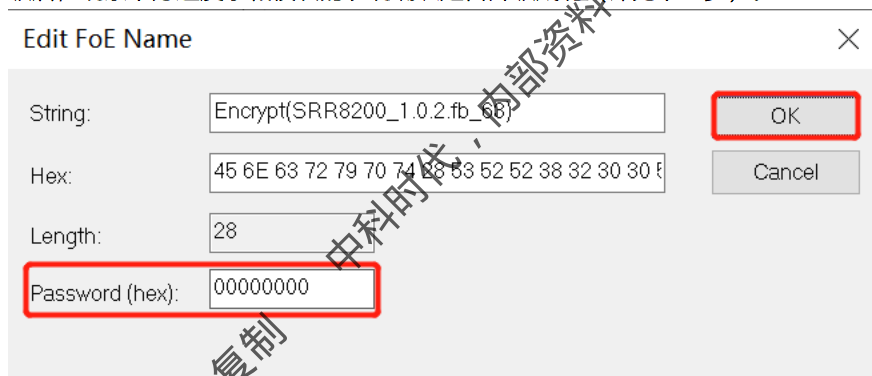 Edit FoE Name
String:
Encrypt(SRR8200_1.0.2.fb_68)
OK
Hex:
45 6E 63 72 79 70 74 28 53 52 52 38 32 30 30 5
Cancel
Length:
28
Password (hex):
00000000
复制 中科时代,内部资料